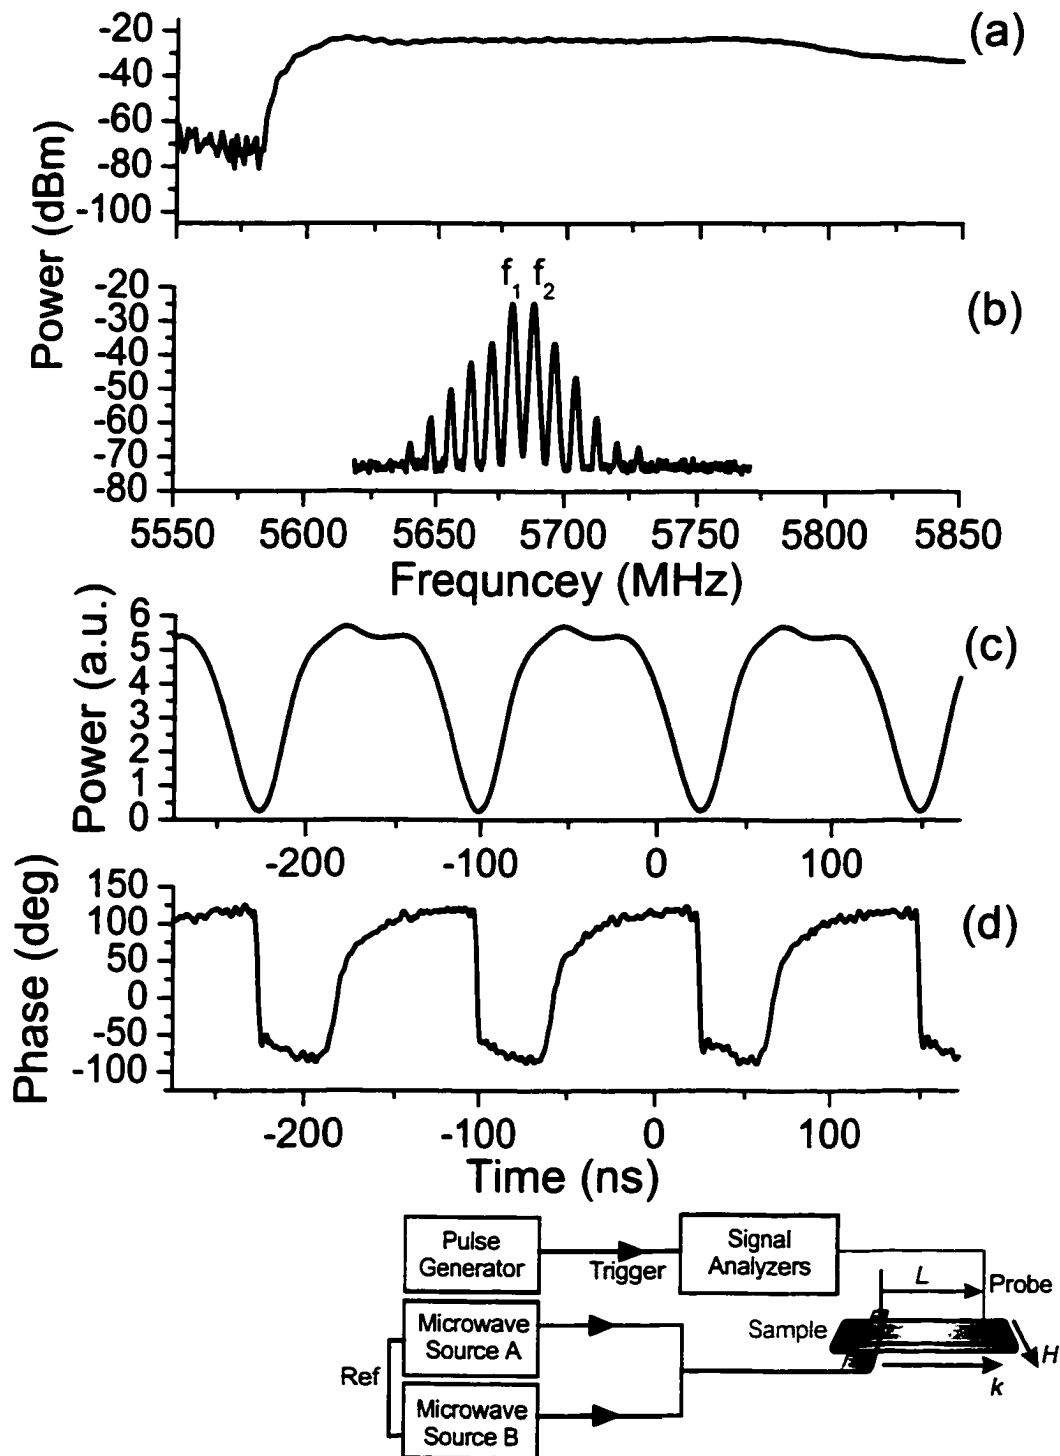 (a)
-20
-40
-60
-80
-100
Power (dBm)
f1 f2
(b)
-20
-30
-40
-50
-60
-70
-80
5550 5600 5650 5700 5750 5800 5850
Frequncey (MHz)
(c)
6
5
4
3
2
1
0
Power (a.u.)
-200 -100 0 100
(d)
150
100
50
0
-50
-100
Phase (deg)
-200 -100 0 100
Time (ns)
Pulse
Generator
Trigger
Signal
Analyzers
L
Probe
Microwave
Source A
Sample
H
Ref
k
Microwave
Source B